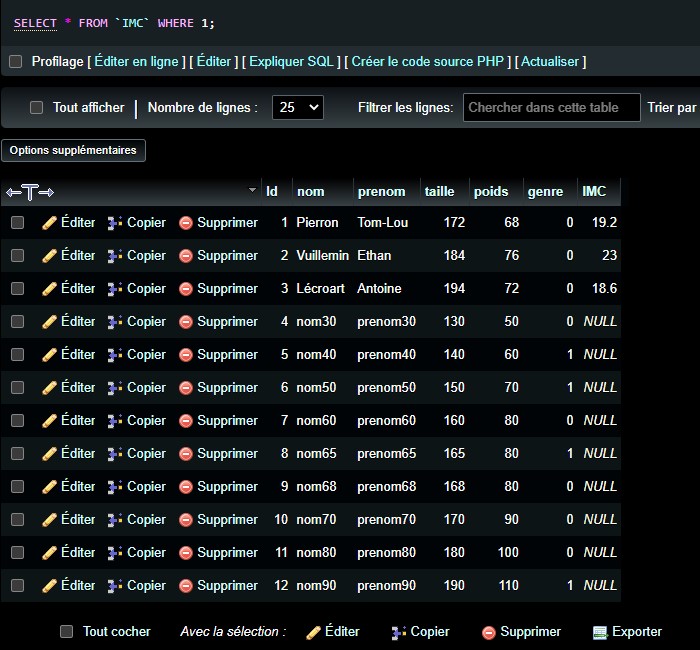 SELECT * FROM `IMC` WHERE 1;
Profilage [ Éditer en ligne ] [ Éditer ] [ Expliquer SQL ] [ Créer le code source PHP ] [ Actualiser ]
Tout afficher | Nombre de lignes : 25 Filtrer les lignes: Chercher dans cette table Trier par
Options supplémentaires
Id nom prenom taille poids genre IMC
Éditer Copier Supprimer 1 Pierron Tom-Lou 172 68 0 19.2
Éditer Copier Supprimer 2 Vuillemin Ethan 184 76 0 23
Éditer Copier Supprimer 3 Lécroart Antoine 194 72 0 18.6
Éditer Copier Supprimer 4 nom30 prenom30 130 50 0 NULL
Éditer Copier Supprimer 5 nom40 prenom40 140 60 1 NULL
Éditer Copier Supprimer 6 nom50 prenom50 150 70 1 NULL
Éditer Copier Supprimer 7 nom60 prenom60 160 80 0 NULL
Éditer Copier Supprimer 8 nom65 prenom65 165 80 1 NULL
Éditer Copier Supprimer 9 nom68 prenom68 168 80 0 NULL
Éditer Copier Supprimer 10 nom70 prenom70 170 90 0 NULL
Éditer Copier Supprimer 11 nom80 prenom80 180 100 0 NULL
Éditer Copier Supprimer 12 nom90 prenom90 190 110 1 NULL
Tout cocher Avec la sélection : Éditer Copier Supprimer Exporter